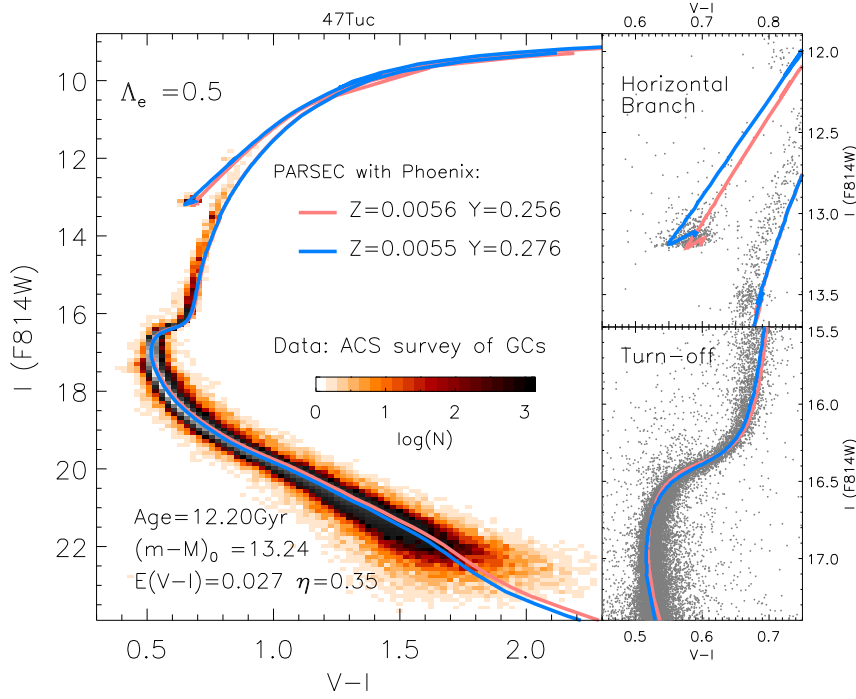 47Tuc
Λe =0.5
PARSEC with Phoenix:
Z=0.0056 Y=0.256
Z=0.0055 Y=0.276
Data: ACS survey of GCs
0 1 2 3
log(N)
Age=12.20Gyr
(m-M)0 =13.24
E(V-I)=0.027 η=0.35
I (F814W)
10
12
14
16
18
20
22
0.5 1.0 1.5 2.0
V-I
V-I
0.6 0.7 0.8
Horizontal
Branch
12.0
12.5
13.0
13.5
I (F814W)
Turn-off
15.5
16.0
16.5
17.0
I (F814W)
0.5 0.6 0.7
V-I